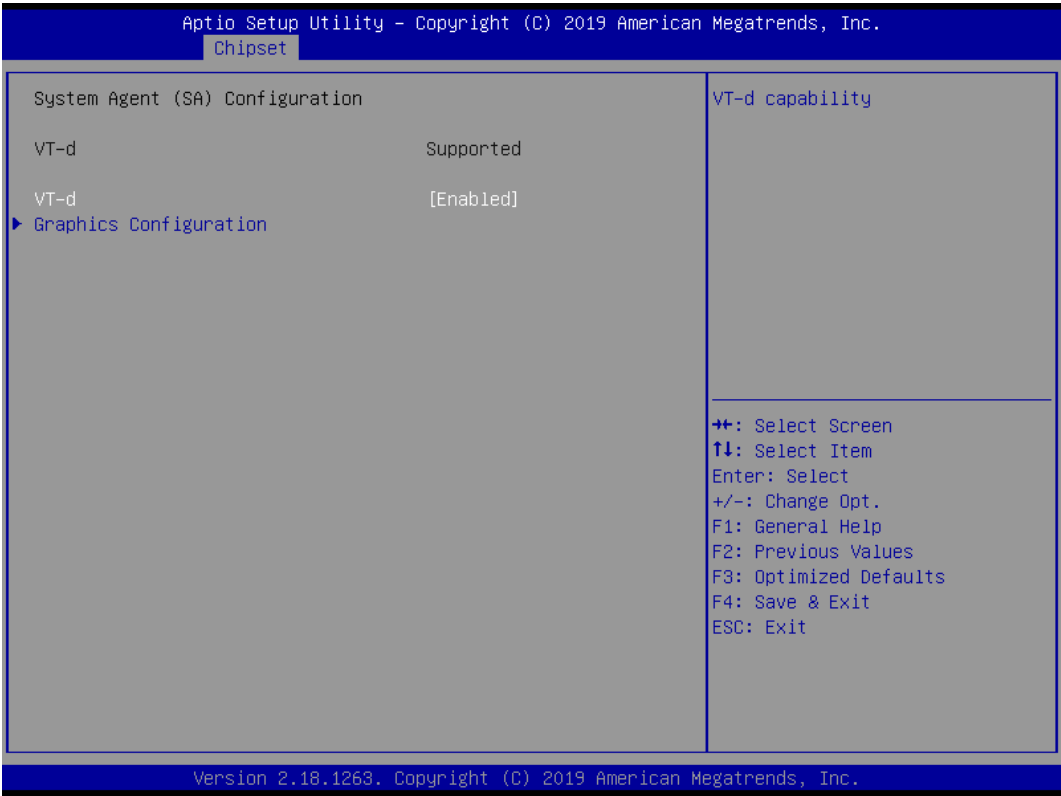 Aptio Setup Utility – Copyright (C) 2019 American Megatrends, Inc.
Chipset
System Agent (SA) Configuration
VT-d Supported
VT-d [Enabled]
▶ Graphics Configuration
VT-d capability
→←: Select Screen
↑↓: Select Item
Enter: Select
+/-: Change Opt.
F1: General Help
F2: Previous Values
F3: Optimized Defaults
F4: Save & Exit
ESC: Exit
Version 2.18.1263. Copyright (C) 2019 American Megatrends, Inc.